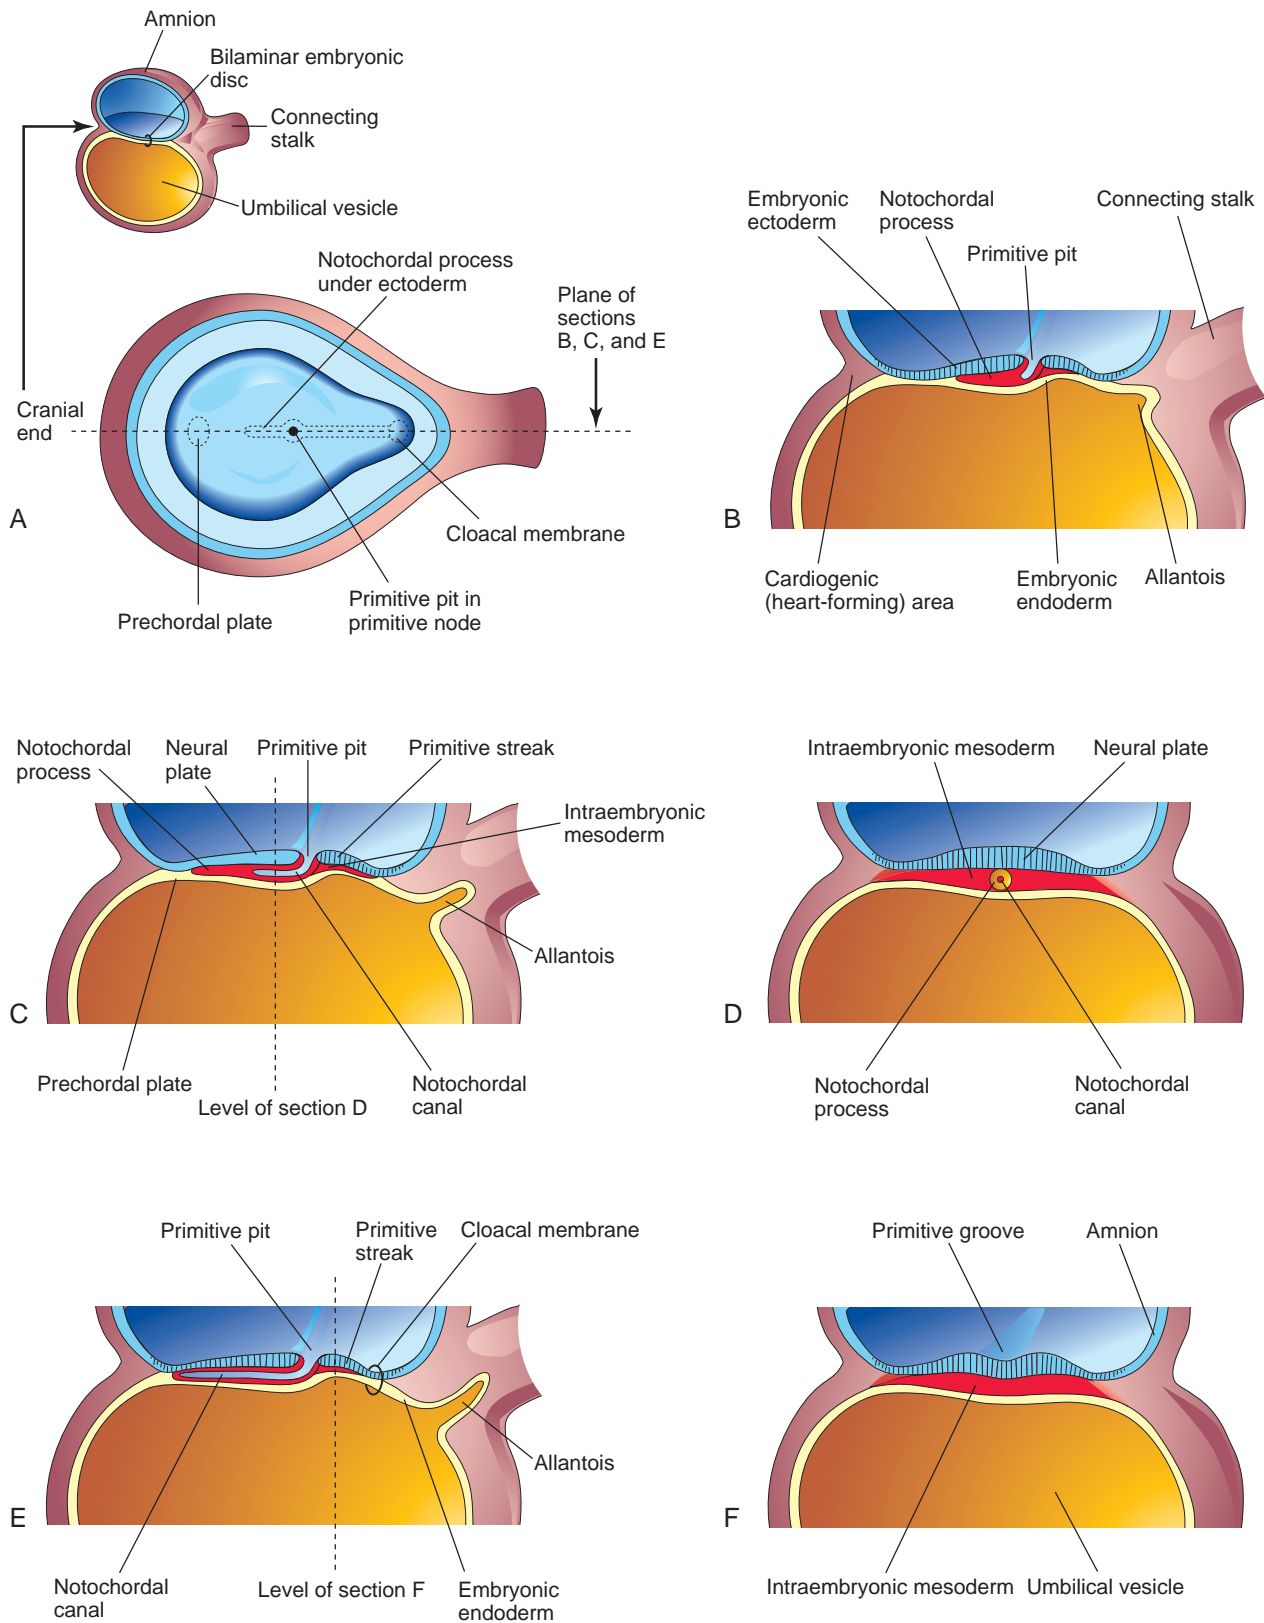 Amnion
Bilaminar embryonic
disc
Connecting
stalk
Umbilical vesicle
Notochordal process
under ectoderm
Plane of
sections
B, C, and E
Cranial
end
A
Cloacal membrane
Prechordal plate
Primitive pit in
primitive node
Embryonic
ectoderm
Notochordal
process
Connecting stalk
Primitive pit
B
Cardiogenic
(heart-forming) area
Embryonic
endoderm
Allantois
Notochordal
process
Neural
plate
Primitive pit
Primitive streak
Intraembryonic
mesoderm
Allantois
C
Prechordal plate
Notochordal
canal
Level of section D
Intraembryonic mesoderm
Neural plate
D
Notochordal
process
Notochordal
canal
Primitive pit
Primitive
streak
Cloacal membrane
Allantois
E
Notochordal
canal
Level of section F
Embryonic
endoderm
Primitive groove
Amnion
F
Intraembryonic mesoderm
Umbilical vesicle